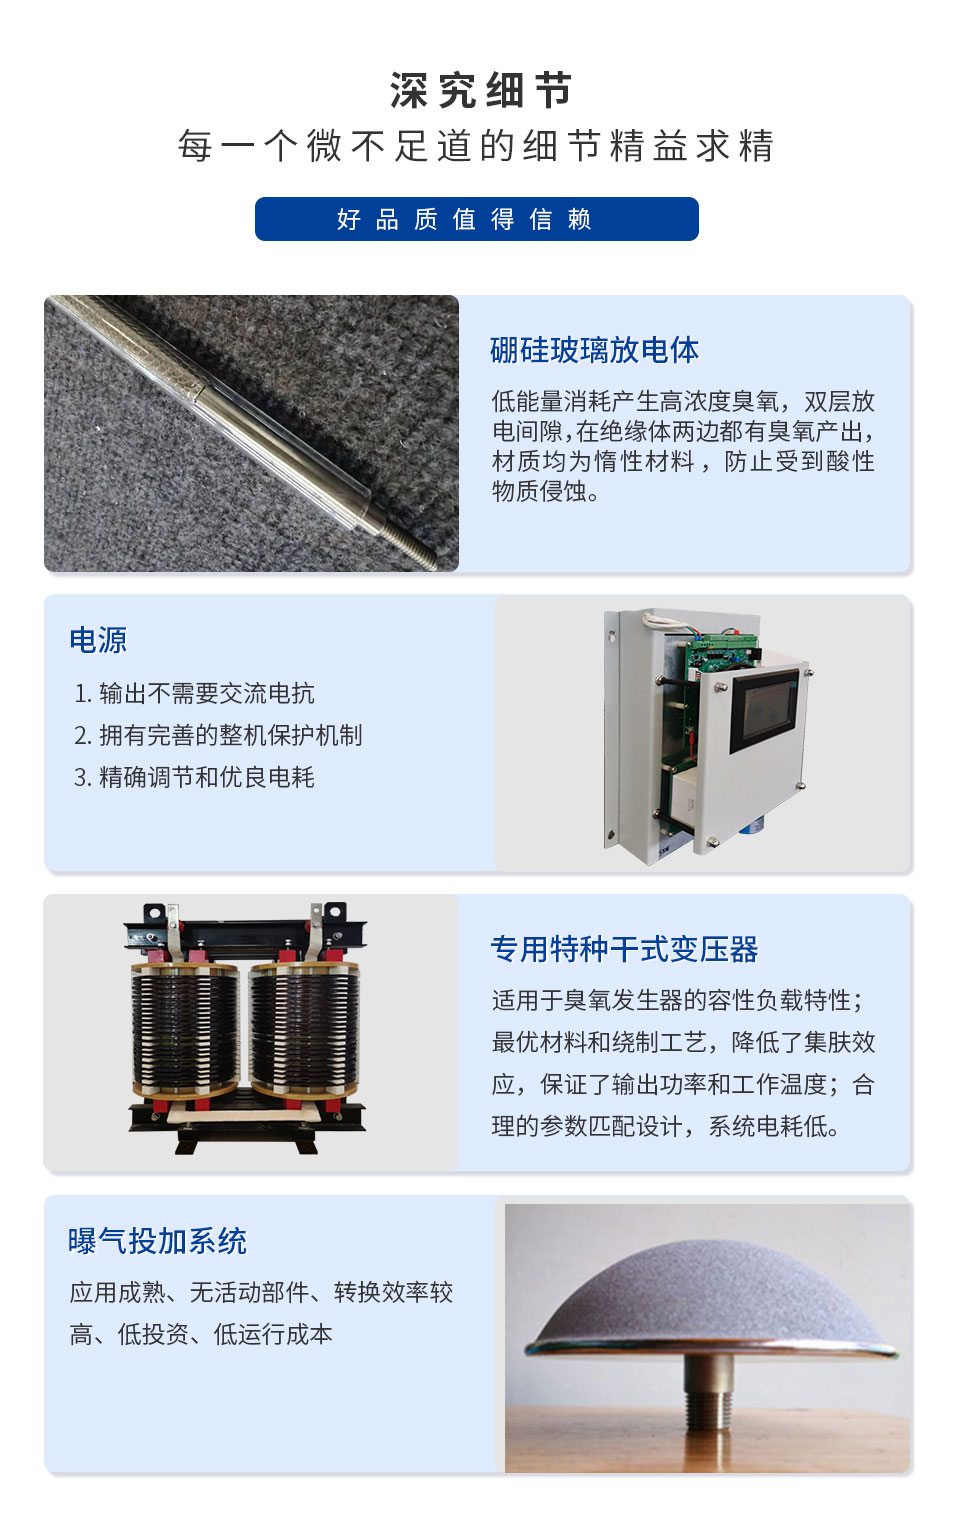 深究细节
每一个微不足道的细节精益求精
好品质值得信赖
硼硅玻璃放电体
低能量消耗产生高浓度臭氧，双层放
电间隙，在绝缘体两边都有臭氧产出，
材质均为惰性材料，防止受到酸性
物质侵蚀。
电源
1. 输出不需要交流电抗
2. 拥有完善的整机保护机制
3. 精确调节和优良电耗
专用特种干式变压器
适用于臭氧发生器的容性负载特性；
最优材料和绕制工艺，降低了集肤效
应，保证了输出功率和工作温度；合
理的参数匹配设计，系统电耗低。
曝气投加系统
应用成熟、无活动部件、转换效率较
高、低投资、低运行成本